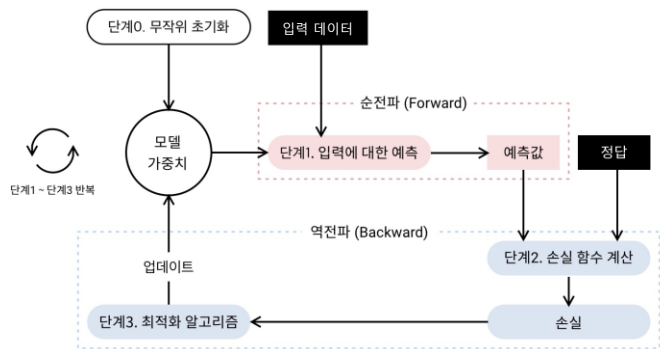 단계0. 무작위 초기화
입력 데이터
순전파 (Forward)
모델
가중치
단계1. 입력에 대한 예측
예측값
정답
단계1 ~ 단계3 반복
역전파 (Backward)
업데이트
단계2. 손실 함수 계산
단계3. 최적화 알고리즘
손실